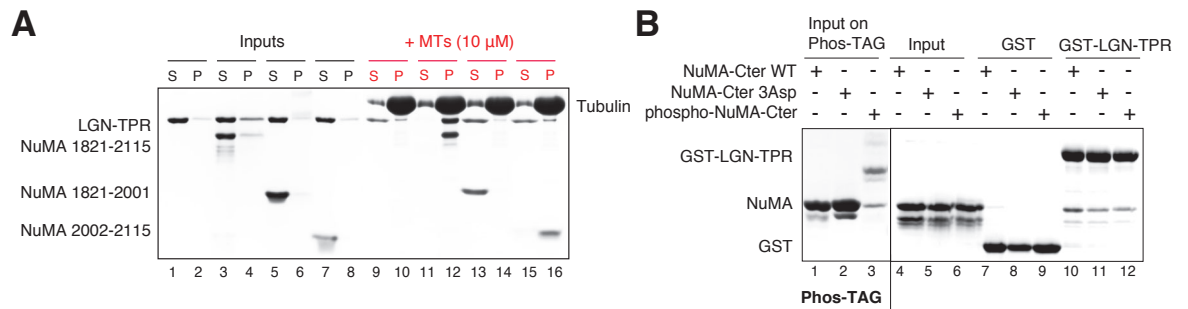 A
Inputs
+ MTs (10 µM)
S P S P S P S P S P S P S P S P
Tubulin
LGN-TPR
NuMA 1821-2115
NuMA 1821-2001
NuMA 2002-2115
1 2 3 4 5 6 7 8 9 10 11 12 13 14 15 16
B
Input on
Phos-TAG
Input
GST
GST-LGN-TPR
NuMA-Cter WT + - - + - - + - - + - -
NuMA-Cter 3Asp - + - - + - - + - - + -
phospho-NuMA-Cter - - + - - + - - + - - +
GST-LGN-TPR
NuMA
GST
1 2 3 4 5 6 7 8 9 10 11 12
Phos-TAG